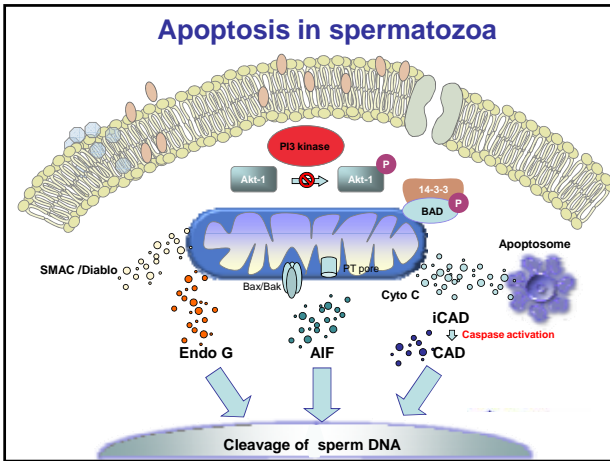 Apoptosis in spermatozoa
PI3 kinase
P
Akt-1
Akt-1
14-3-3
P
BAD
Apoptosome
SMAC /Diablo
PT pore
Bax/Bak
Cyto C
iCAD
Caspase activation
Endo G
AIF
CAD
Cleavage of sperm DNA